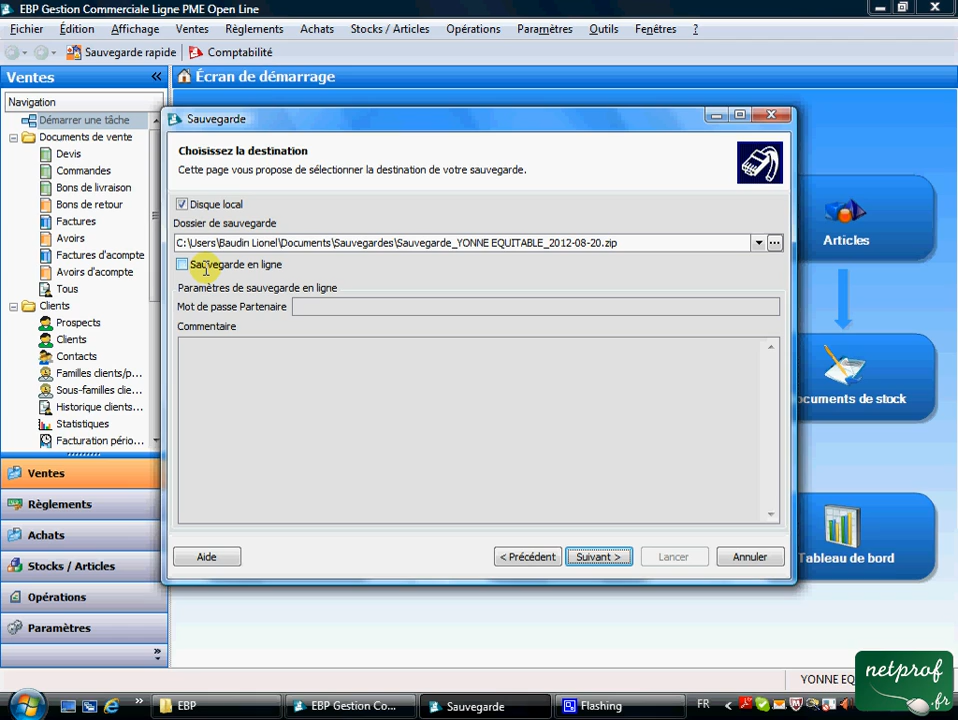 EBP Gestion Commerciale Ligne PME Open Line
Fichier Édition Affichage Ventes Règlements Achats Stocks / Articles Opérations Paramètres Outils Fenêtres ?
Sauvegarde rapide Comptabilité
Ventes
Écran de démarrage
Navigation
Démarrer une tâche
Documents de vente
Devis
Commandes
Bons de livraison
Bons de retour
Factures
Avoirs
Factures d'acompte
Avoirs d'acompte
Tous
Clients
Prospects
Clients
Contacts
Familles clients/p...
Sous-familles clie...
Historique clients...
Statistiques
Facturation pério...
Ventes
Règlements
Achats
Stocks / Articles
Opérations
Paramètres
Sauvegarde
Choisissez la destination
Cette page vous propose de sélectionner la destination de votre sauvegarde.
Disque local
Dossier de sauvegarde
C:\Users\Baudin Lionel\Documents\Sauvegardes\Sauvegarde_YONNE EQUITABLE_2012-08-20.zip
Sauvegarde en ligne
Paramètres de sauvegarde en ligne
Mot de passe Partenaire
Commentaire
Aide
< Précédent
Suivant >
Lancer
Annuler
Articles
ocuments de stock
Tableau de bord
YONNE EQ
netprof
.fr
EBP
EBP Gestion Co...
Sauvegarde
Flashing
FR